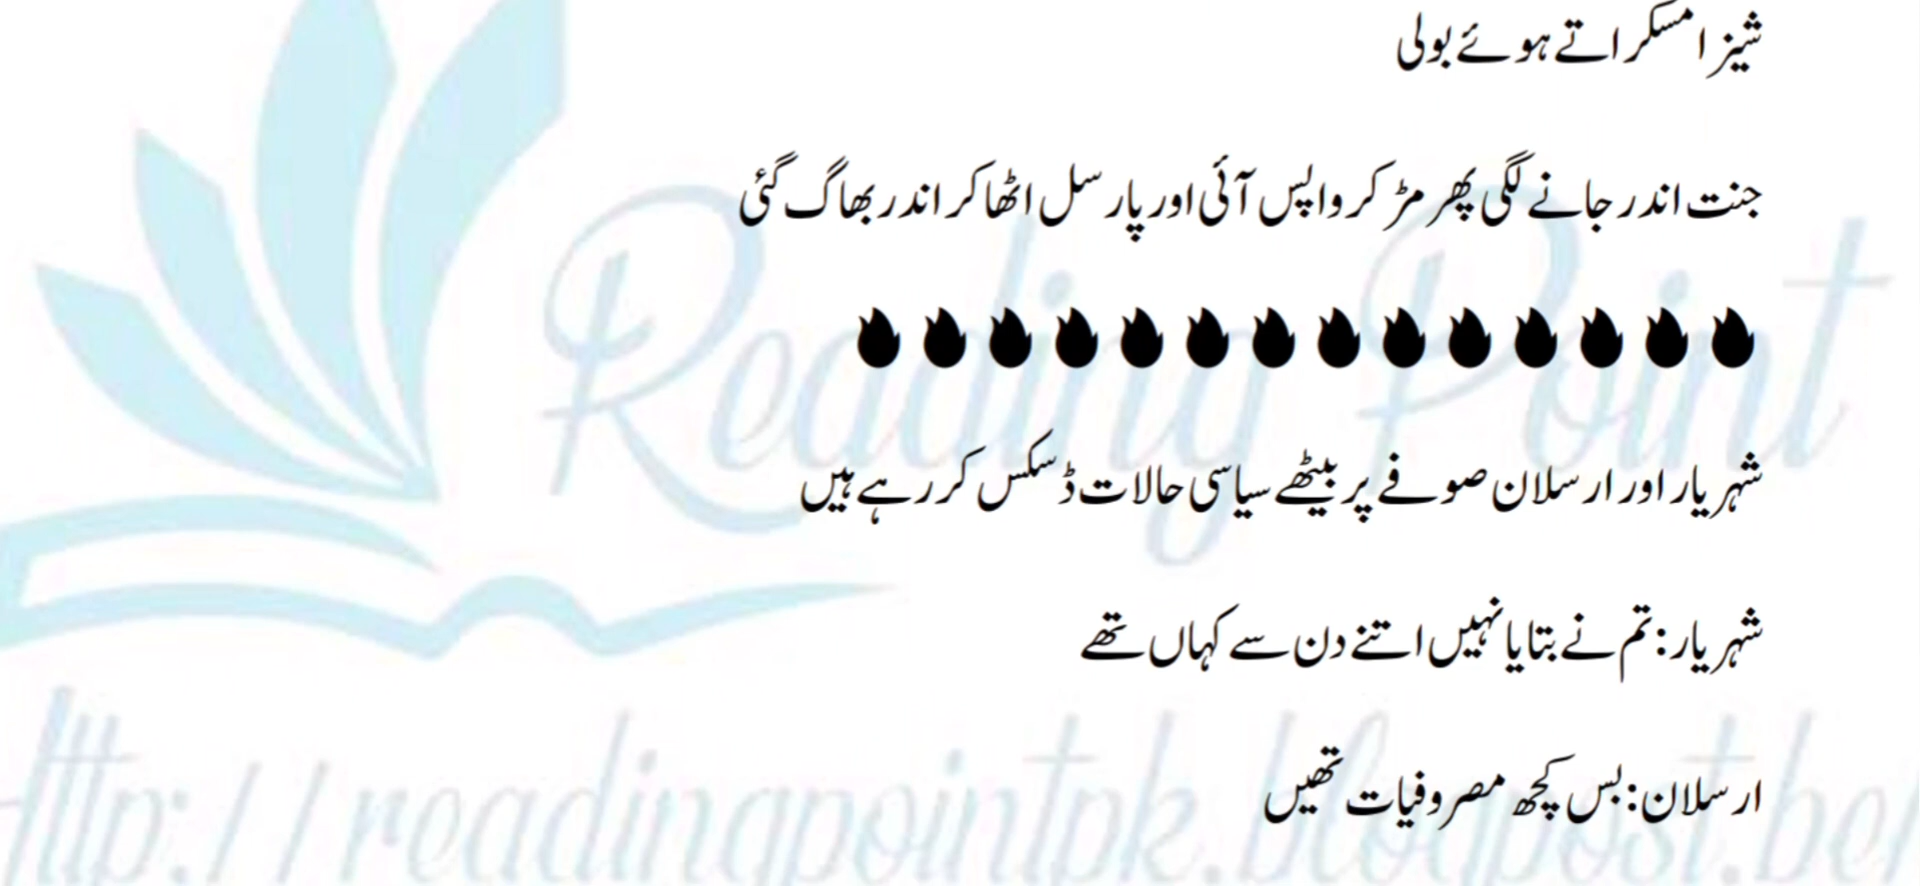 شیزا مسکراتے ہوئے بولی
جنت اندر جانے لگی پھر مڑ کر واپس آئی اور پارسل اٹھا کر اندر بھاگ گئی
شہریار اور ارسلان صوفے پر بیٹھے سیاسی حالات ڈسکس کر رہے ہیں
شہریار: تم نے بتایا نہیں اتنے دن سے کہاں تھے
ارسلان: بس کچھ مصروفیات تھیں
Reading Point
http://readingpointpk.blogpost.be/